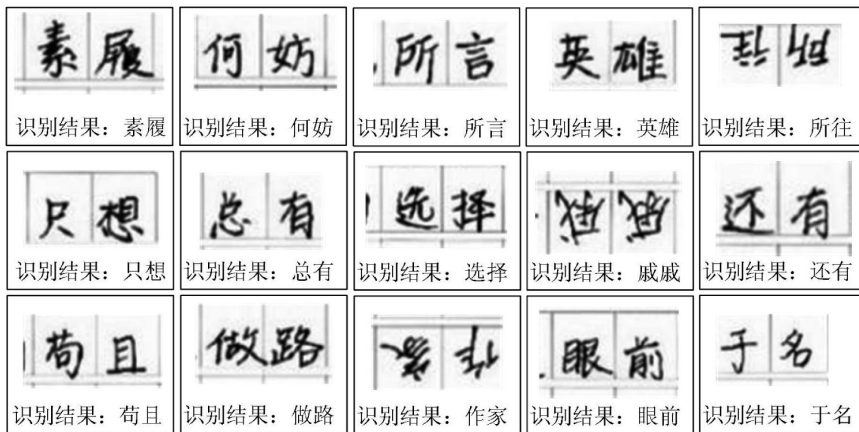 素履 何妨 所言 英雄 所往
识别结果：素履 识别结果：何妨 识别结果：所言 识别结果：英雄 识别结果：所往
只想 总有 选择 戚戚 还有
识别结果：只想 识别结果：总有 识别结果：选择 识别结果：戚戚 识别结果：还有
苟且 做路 作家 眼前 于名
识别结果：苟且 识别结果：做路 识别结果：作家 识别结果：眼前 识别结果：于名